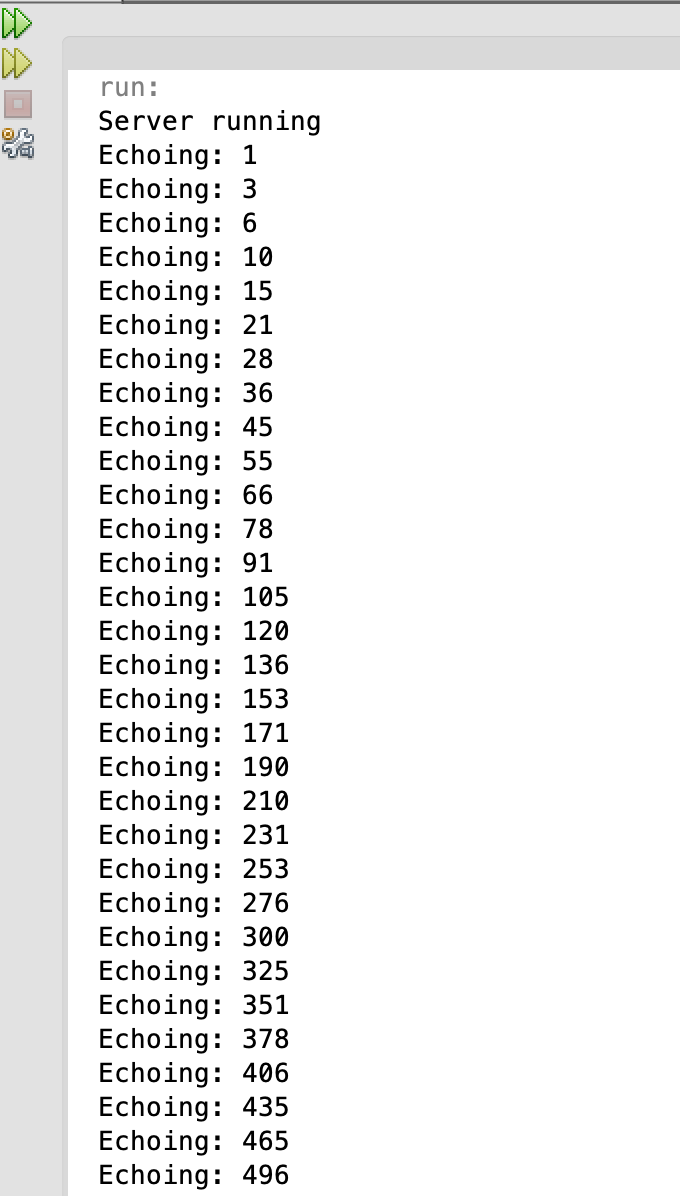 run:
Server running
Echoing: 1
Echoing: 3
Echoing: 6
Echoing: 10
Echoing: 15
Echoing: 21
Echoing: 28
Echoing: 36
Echoing: 45
Echoing: 55
Echoing: 66
Echoing: 78
Echoing: 91
Echoing: 105
Echoing: 120
Echoing: 136
Echoing: 153
Echoing: 171
Echoing: 190
Echoing: 210
Echoing: 231
Echoing: 253
Echoing: 276
Echoing: 300
Echoing: 325
Echoing: 351
Echoing: 378
Echoing: 406
Echoing: 435
Echoing: 465
Echoing: 496